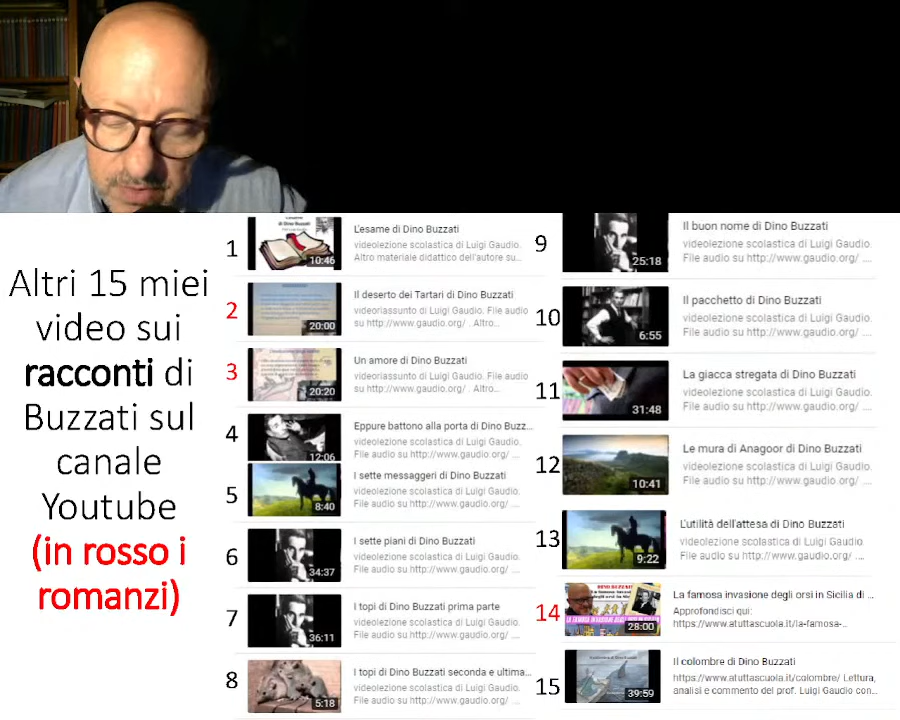 Altri 15 miei
video sui
racconti di
Buzzati sul
canale
Youtube
(in rosso i
romanzi)
1
10:46
L'esame di Dino Buzzati
videolezione scolastica di Luigi Gaudio.
Altro materiale didattico dell'autore su...
2
20:00
Il deserto dei Tartari di Dino Buzzati
videoriassunto di Luigi Gaudio. File audio
su http://www.gaudio.org/ . Altro...
3
20:20
Un amore di Dino Buzzati
videoriassunto di Luigi Gaudio. File audio
su http://www.gaudio.org/ . Altro...
4
12:06
Eppure battono alla porta di Dino Buzz...
videolezione scolastica di Luigi Gaudio.
File audio su http://www.gaudio.org/ ....
5
8:40
I sette messaggeri di Dino Buzzati
videolezione scolastica di Luigi Gaudio.
File audio su http://www.gaudio.org/ ....
6
34:37
I sette piani di Dino Buzzati
videolezione scolastica di Luigi Gaudio.
File audio su http://www.gaudio.org/ ....
7
36:11
I topi di Dino Buzzati prima parte
videolezione scolastica di Luigi Gaudio.
File audio su http://www.gaudio.org/ ....
8
5:18
I topi di Dino Buzzati seconda e ultima...
videolezione scolastica di Luigi Gaudio.
File audio su http://www.gaudio.org/ ....
9
25:18
Il buon nome di Dino Buzzati
videolezione scolastica di Luigi Gaudio.
File audio su http://www.gaudio.org/ ....
10
6:55
Il pacchetto di Dino Buzzati
videolezione scolastica di Luigi Gaudio.
File audio su http://www.gaudio.org/ ....
11
31:48
La giacca stregata di Dino Buzzati
videolezione scolastica di Luigi Gaudio.
File audio su http://www.gaudio.org/ ....
12
10:41
Le mura di Anagoor di Dino Buzzati
videolezione scolastica di Luigi Gaudio.
File audio su http://www.gaudio.org/ ....
13
9:22
L'utilità dell'attesa di Dino Buzzati
videolezione scolastica di Luigi Gaudio.
File audio su http://www.gaudio.org/ ....
14
DINO BUZZATI
28:00
La famosa invasione degli orsi in Sicilia di ...
Approfondisci qui:
https://www.atuttascuola.it/la-famosa-...
15
39:59
Il colombre di Dino Buzzati
https://www.atuttascuola.it/colombre/ Lettura,
analisi e commento del prof. Luigi Gaudio con...